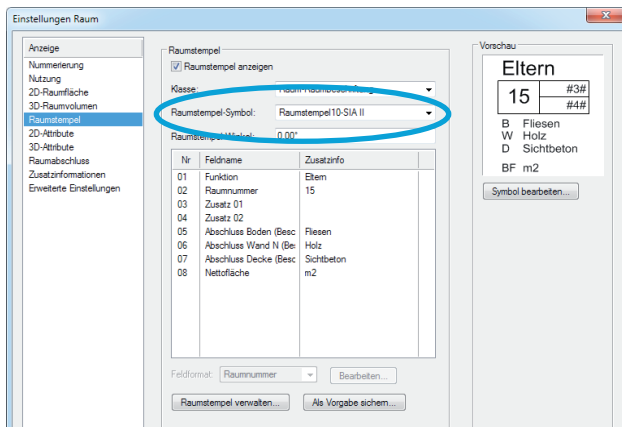 Einstellungen Raum
x
Anzeige
Nummerierung
Nutzung
2D-Raumfläche
3D-Raumvolumen
Raumstempel
2D-Attribute
3D-Attribute
Raumabschluss
Zusatzinformationen
Erweiterte Einstellungen
Raumstempel
Raumstempel anzeigen
Klasse:
Raumstempel-Symbol: Raumstempel10-SIA II
Raumstempel-Winkel: 0.00°
Nr Feldname Zusatzinfo
01 Funktion Eltern
02 Raumnummer 15
03 Zusatz 01
04 Zusatz 02
05 Abschluss Boden (Besc Fliesen
06 Abschluss Wand N (Be Holz
07 Abschluss Decke (Besc Sichtbeton
08 Nettofläche m2
Feldformat: Raumnummer Bearbeiten...
Raumstempel verwalten... Als Vorgabe sichern...
Vorschau
Eltern
15 #3#
#4#
B Fliesen
W Holz
D Sichtbeton
BF m2
Symbol bearbeiten...